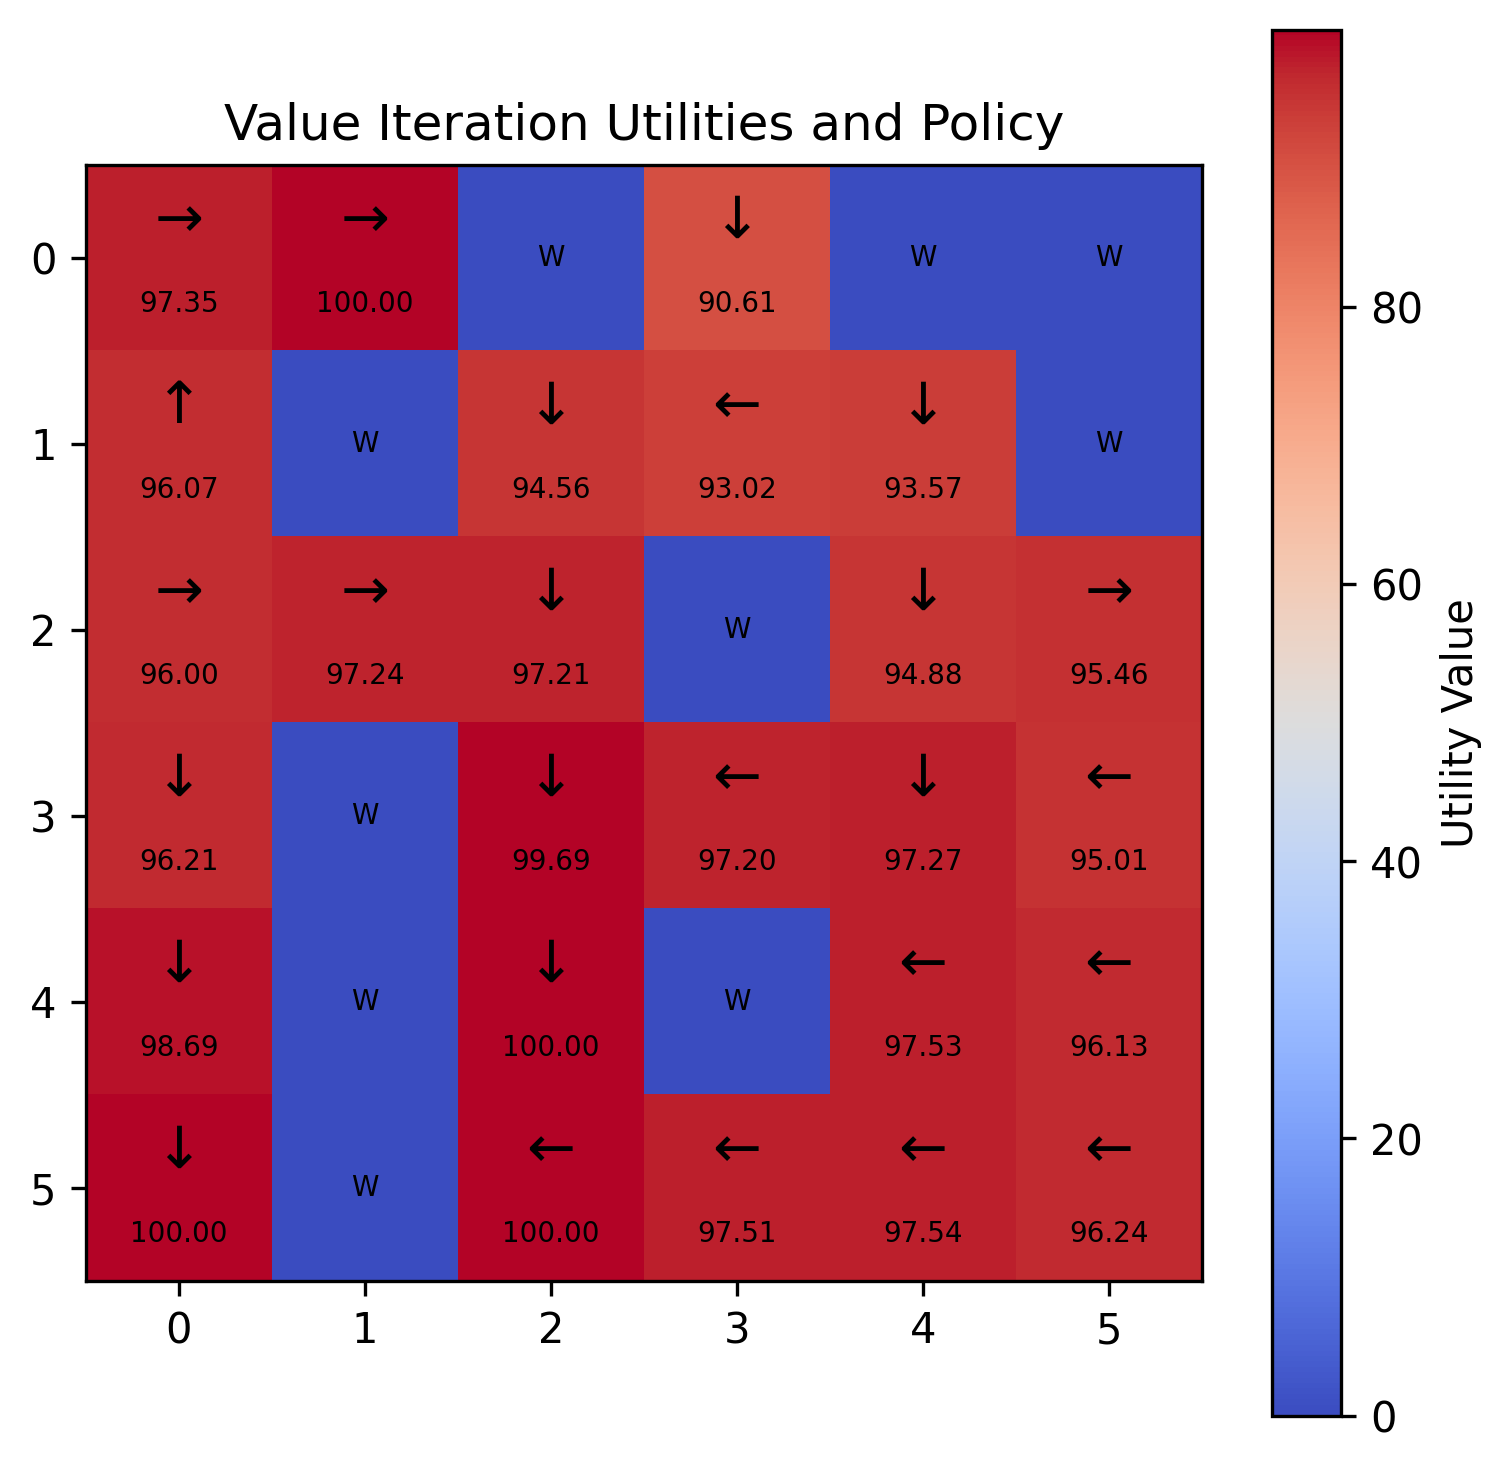 Value Iteration Utilities and Policy
→ → W ↓ W W
0
97.35 100.00 90.61
↑ W ↓ ← ↓ W
1
96.07 94.56 93.02 93.57
→ → ↓ W ↓ →
2
96.00 97.24 97.21 94.88 95.46
↓ W ↓ ← ↓ ←
3
96.21 99.69 97.20 97.27 95.01
↓ W ↓ W ← ←
4
98.69 100.00 97.53 96.13
↓ W ← ← ← ←
5
100.00 100.00 97.51 97.54 96.24
0 1 2 3 4 5
80
60
40
20
0
Utility Value